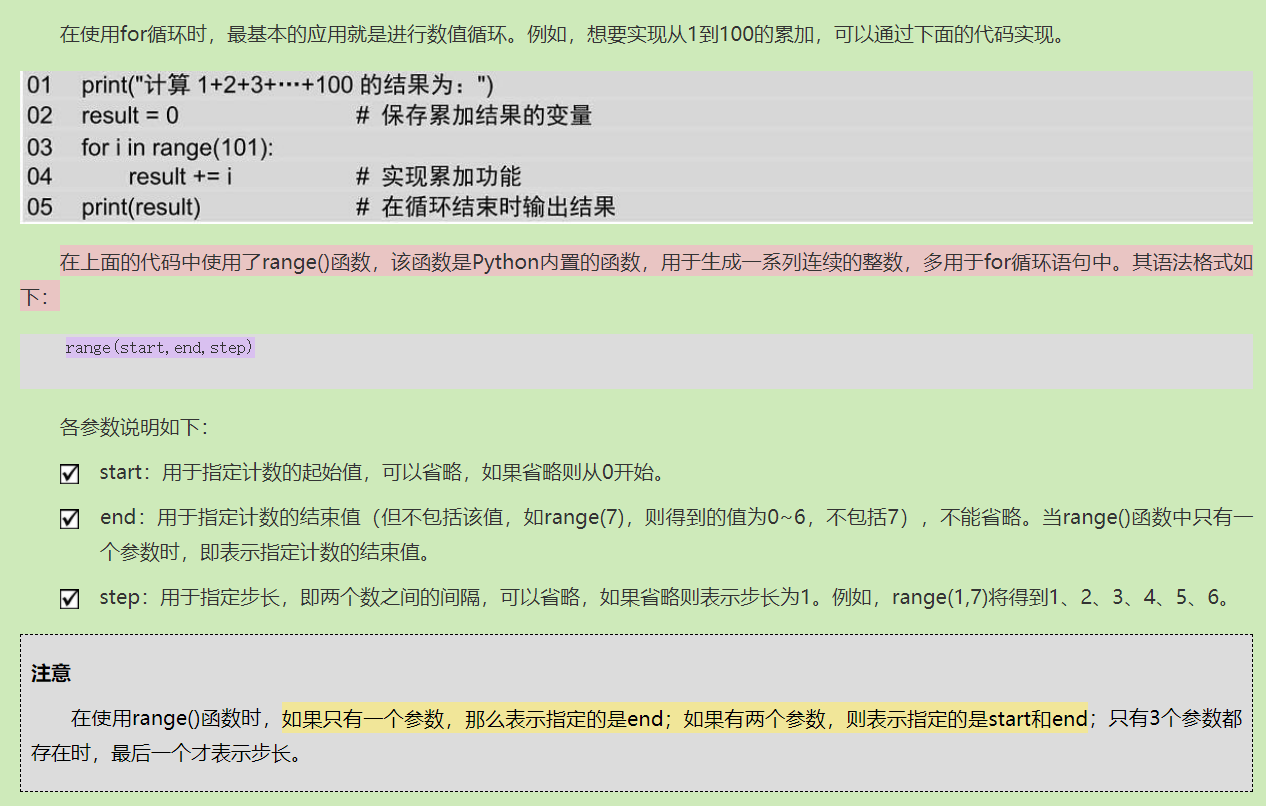 在使用for循环时，最基本的应用就是进行数值循环。例如，想要实现从1到100的累加，可以通过下面的代码实现。
01 print("计算 1+2+3+…+100 的结果为：")
02 result = 0 # 保存累加结果的变量
03 for i in range(101):
04 result += i # 实现累加功能
05 print(result) # 在循环结束时输出结果
在上面的代码中使用了range()函数，该函数是Python内置的函数，用于生成一系列连续的整数，多用于for循环语句中。其语法格式如
下：
range(start,end,step)
各参数说明如下：
start：用于指定计数的起始值，可以省略，如果省略则从0开始。
end：用于指定计数的结束值（但不包括该值，如range(7)，则得到的值为0~6，不包括7），不能省略。当range()函数中只有一
个参数时，即表示指定计数的结束值。
step：用于指定步长，即两个数之间的间隔，可以省略，如果省略则表示步长为1。例如，range(1,7)将得到1、2、3、4、5、6。
注意
在使用range()函数时，如果只有一个参数，那么表示指定的是end；如果有两个参数，则表示指定的是start和end；只有3个参数都
存在时，最后一个才表示步长。